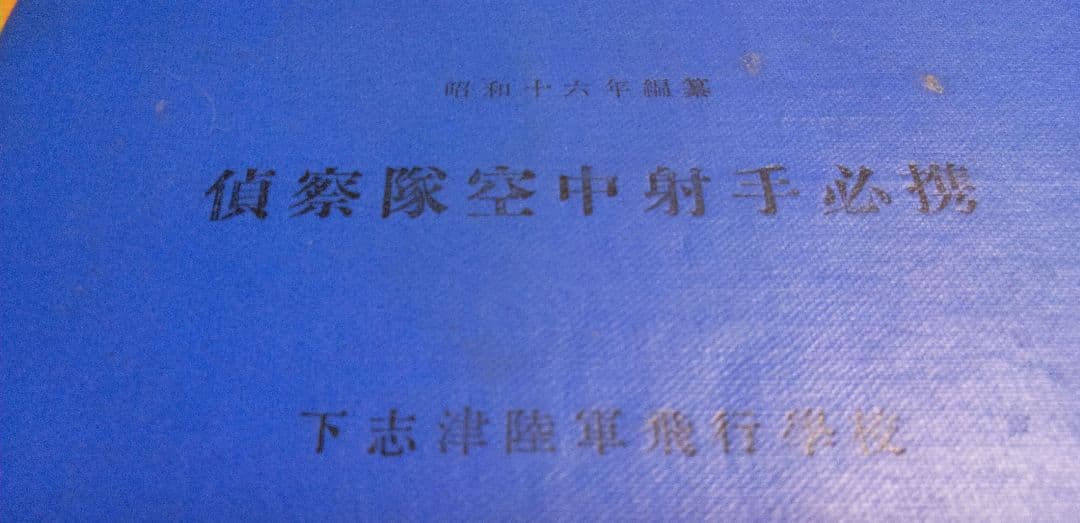 昭和十六年編纂
偵察隊空中射手必携
下志津陸軍飛行學校